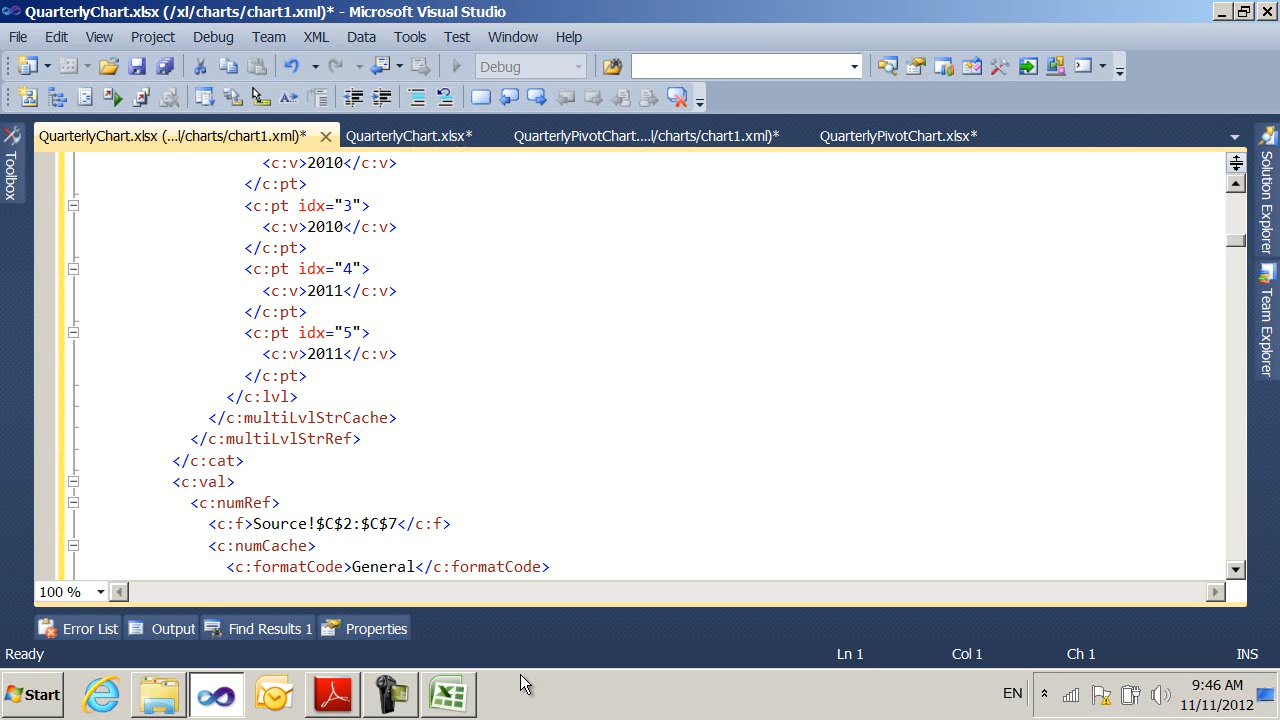 QuarterlyChart.xlsx (/xl/charts/chart1.xml)* - Microsoft Visual Studio
File Edit View Project Debug Team XML Data Tools Test Window Help
Debug
QuarterlyChart.xlsx (...l/charts/chart1.xml)* QuarterlyChart.xlsx* QuarterlyPivotChart....l/charts/chart1.xml)* QuarterlyPivotChart.xlsx*
Toolbox
Solution Explorer
Team Explorer
<c:v>2010</c:v>
</c:pt>
<c:pt idx="3">
<c:v>2010</c:v>
</c:pt>
<c:pt idx="4">
<c:v>2011</c:v>
</c:pt>
<c:pt idx="5">
<c:v>2011</c:v>
</c:pt>
</c:lvl>
</c:multiLvlStrCache>
</c:multiLvlStrRef>
</c:cat>
<c:val>
<c:numRef>
<c:f>Source!$C$2:$C$7</c:f>
<c:numCache>
<c:formatCode>General</c:formatCode>
100 %
Error List Output Find Results 1 Properties
Ready Ln 1 Col 1 Ch 1 INS
Start EN 9:46 AM
11/11/2012